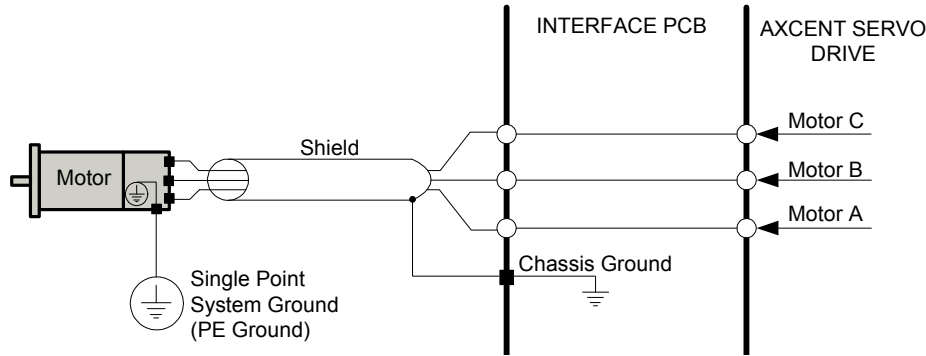 INTERFACE PCB
AXCENT SERVO
DRIVE
Motor C
Shield
Motor
Motor B
Motor A
Chassis Ground
Single Point
System Ground
(PE Ground)